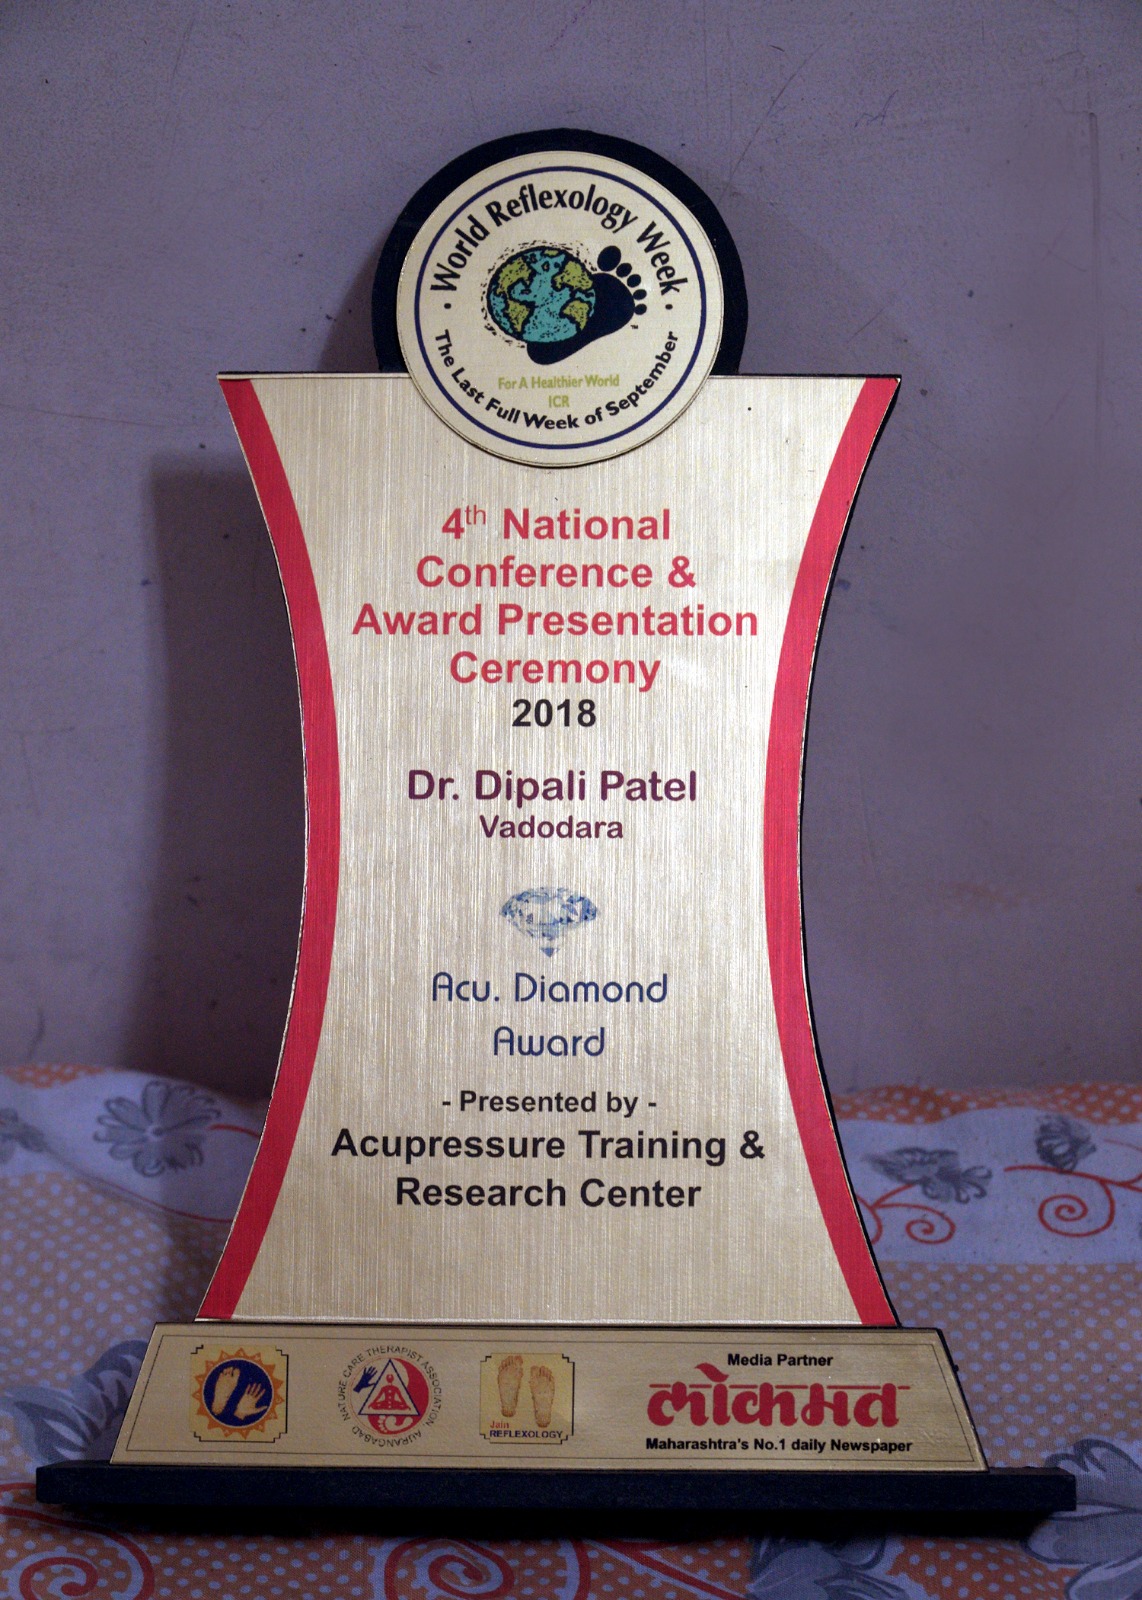 World Reflexology Week
For A Healthier World
ICR
The Last Full Week of September
4th National
Conference &
Award Presentation
Ceremony
2018
Dr. Dipali Patel
Vadodara
Acu. Diamond
Award
- Presented by -
Acupressure Training &
Research Center
NATURE CARE THERAPIST ASSOCIATION AURANGABAD
Jain
REFLEXOLOGY
Media Partner
लोकमत
Maharashtra's No.1 daily Newspaper